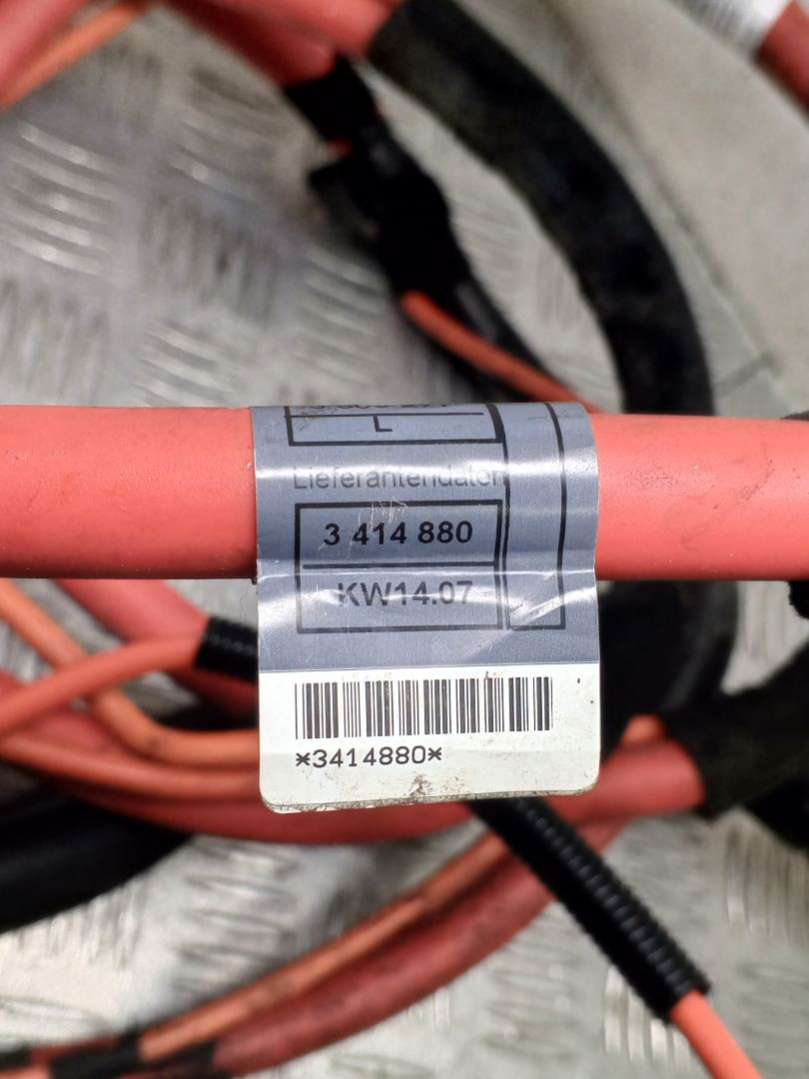 L
Lieferantendaten
3 414 880
KW14.07
*3414880*